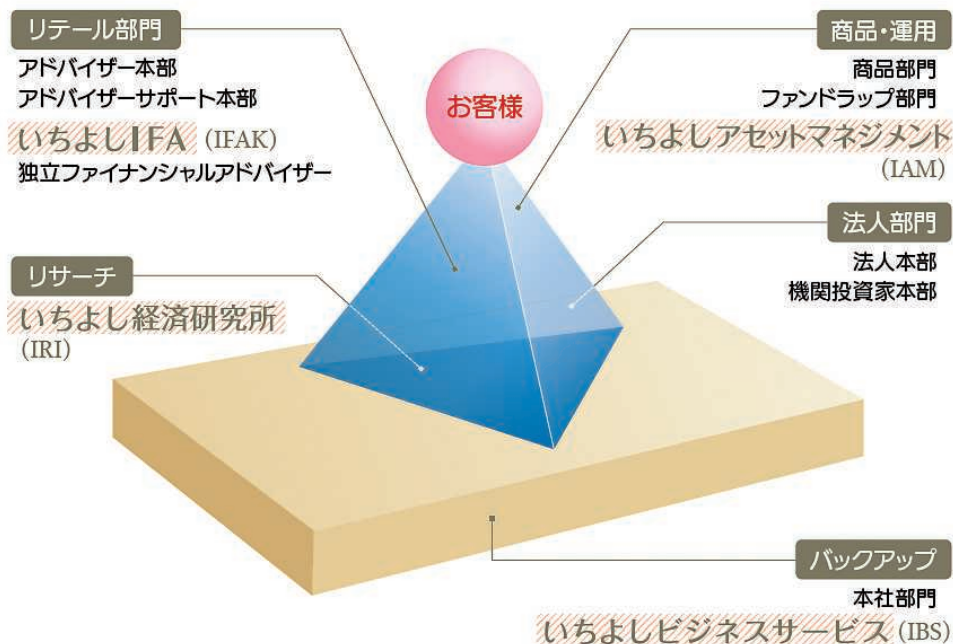 リテール部門
アドバイザー本部
アドバイザーサポート本部
いちよしIFA (IFAK)
独立ファイナンシャルアドバイザー
お客様
商品・運用
商品部門
ファンドラップ部門
いちよしアセットマネジメント
(IAM)
法人部門
法人本部
機関投資家本部
リサーチ
いちよし経済研究所
(IRI)
バックアップ
本社部門
いちよしビジネスサービス (IBS)